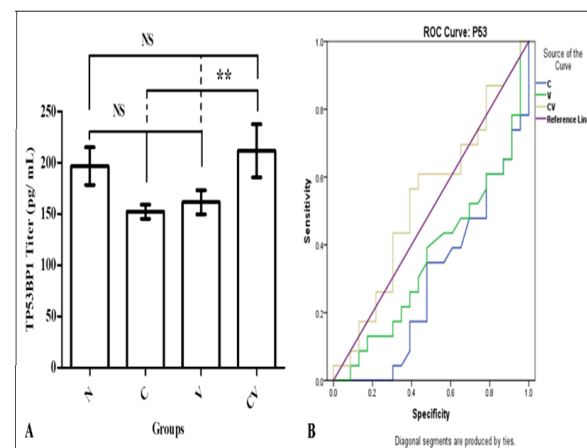 NS
**
NS
TP53BP1 Titer (pg/ mL)
250
200
150
100
50
0
N
C
V
CV
Groups
A
ROC Curve: P53
Source of the
Curve
C
V
CV
Reference Line
Sensitivity
1.0
0.8
0.6
0.4
0.2
0.0
0.0 0.2 0.4 0.6 0.8 1.0
Specificity
B
Diagonal segments are produced by ties.